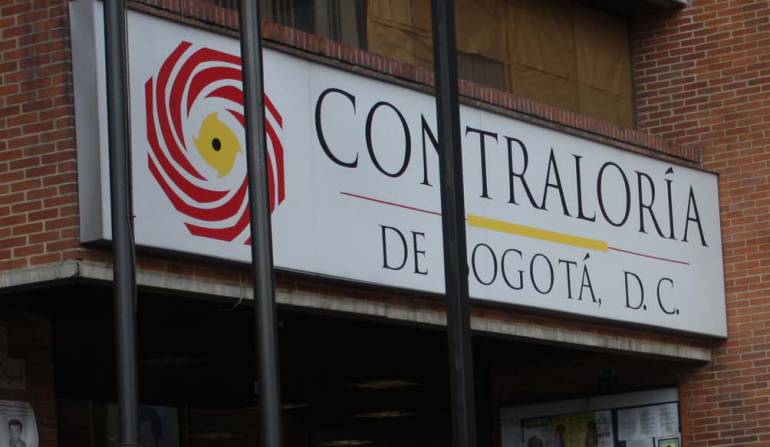 CONTRALORÍA
DE BOGOTÁ, D.C.